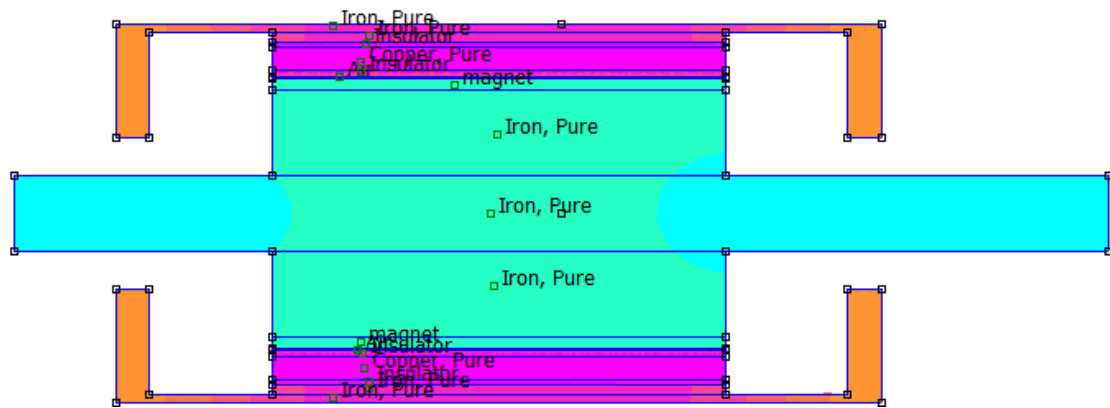 Iron, Pure
Iron, Pure
Insulator
Copper, Pure
Insulator
Air
magnet
Iron, Pure
Iron, Pure
Iron, Pure
magnet
Air
Insulator
Copper, Pure
Insulator
Iron, Pure
Iron, Pure